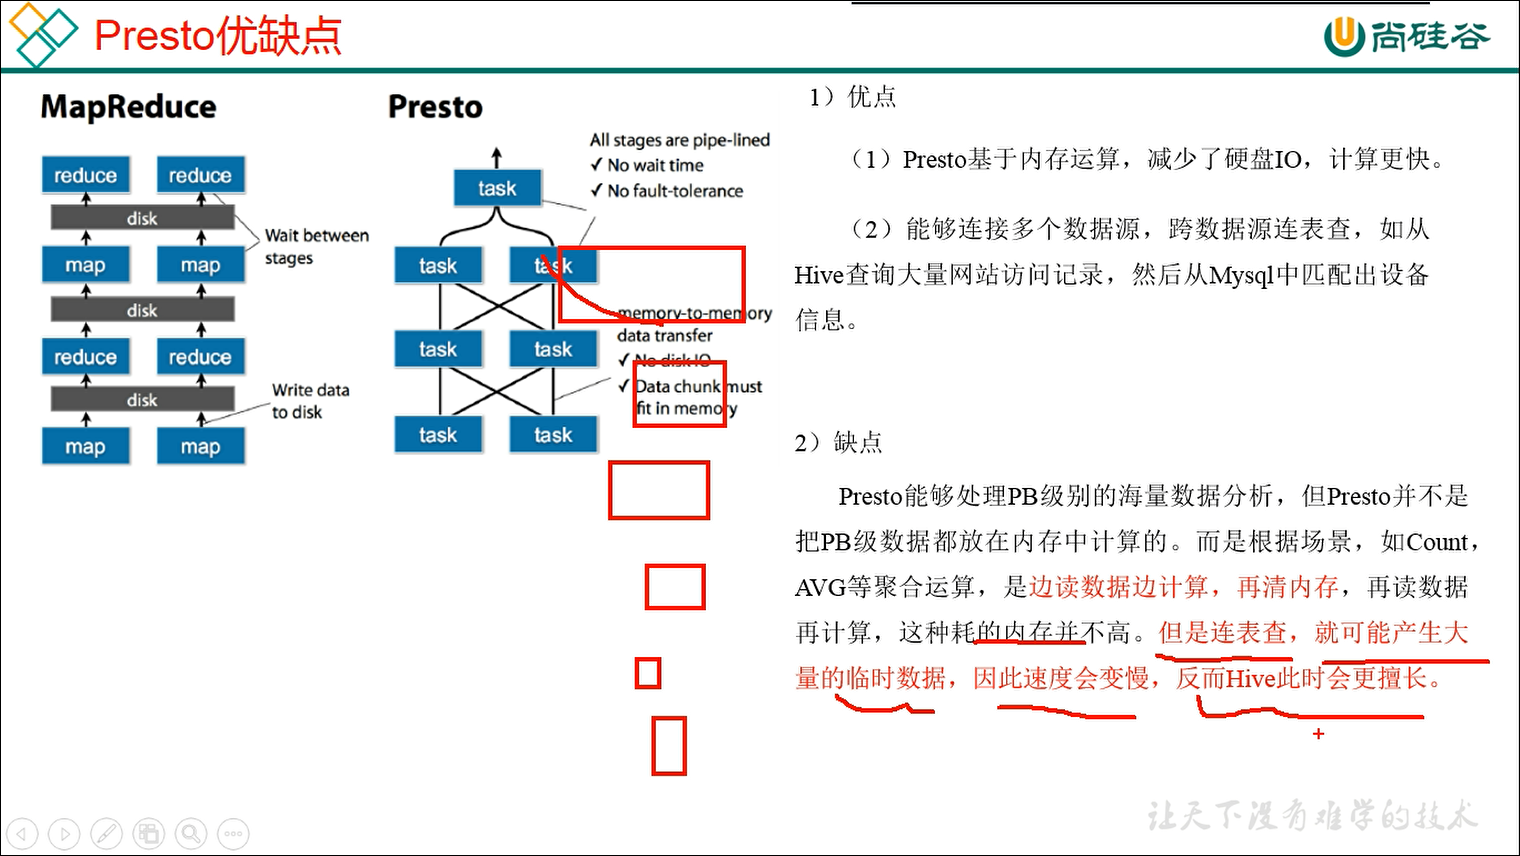 Presto优缺点
尚硅谷
MapReduce
reduce reduce
disk
map map
disk
reduce reduce
disk
map map
Wait between
stages
Write data
to disk
Presto
task
task task
task task
task task
All stages are pipe-lined
✓ No wait time
✓ No fault-tolerance
memory-to-memory
data transfer
✓ No disk IO
✓ Data chunk must
fit in memory
1）优点
（1）Presto基于内存运算，减少了硬盘IO，计算更快。
（2）能够连接多个数据源，跨数据源连表查，如从
Hive查询大量网站访问记录，然后从Mysql中匹配出设备
信息。
2）缺点
Presto能够处理PB级别的海量数据分析，但Presto并不是
把PB级数据都放在内存中计算的。而是根据场景，如Count，
AVG等聚合运算，是边读数据边计算，再清内存，再读数据
再计算，这种耗的内存并不高。但是连表查，就可能产生大
量的临时数据，因此速度会变慢，反而Hive此时会更擅长。
让天下没有难学的技术